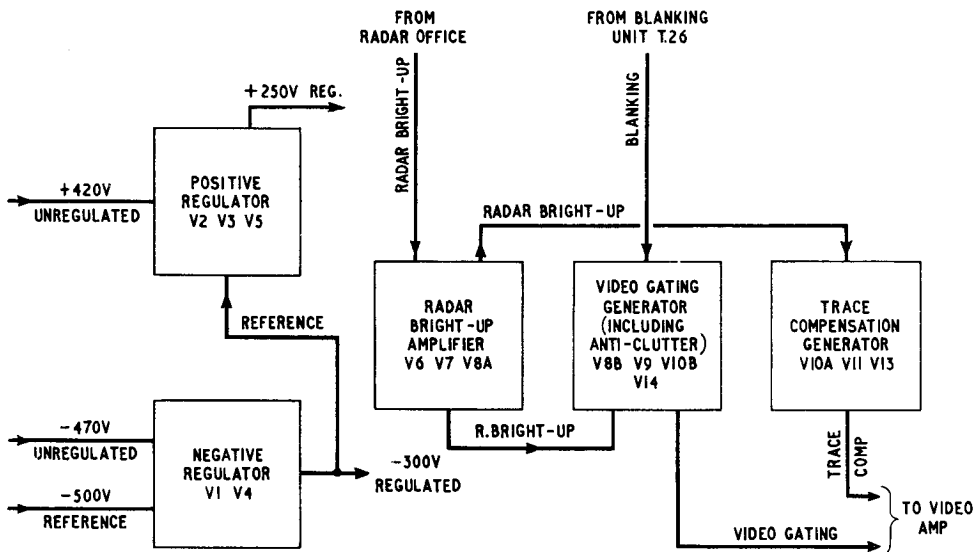 FROM
RADAR OFFICE
FROM BLANKING
UNIT T.26
RADAR BRIGHT-UP
BLANKING
+250V REG.
+420V
UNREGULATED
POSITIVE
REGULATOR
V2 V3 V5
REFERENCE
RADAR BRIGHT-UP
RADAR
BRIGHT-UP
AMPLIFIER
V6 V7 V8A
VIDEO GATING
GENERATOR
(INCLUDING
ANTI-CLUTTER)
V8B V9 V10B
V14
TRACE
COMPENSATION
GENERATOR
V10A V11 V13
-470V
UNREGULATED
-500V
REFERENCE
NEGATIVE
REGULATOR
V1 V4
-300V
REGULATED
R.BRIGHT-UP
TRACE
COMP
VIDEO GATING
TO VIDEO
AMP